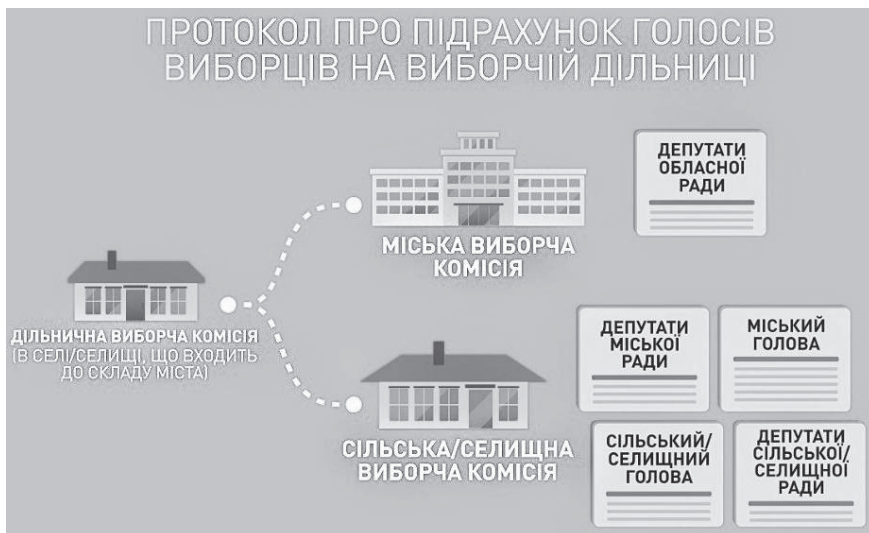 ПРОТОКОЛ ПРО ПІДРАХУНОК ГОЛОСІВ
ВИБОРЦІВ НА ВИБОРЧІЙ ДІЛЬНИЦІ
ДІЛЬНИЧНА ВИБОРЧА КОМІСІЯ
(В СЕЛІ/СЕЛИЩІ, ЩО ВХОДИТЬ
ДО СКЛАДУ МІСТА)
МІСЬКА ВИБОРЧА
КОМІСІЯ
ДЕПУТАТИ
ОБЛАСНОЇ
РАДИ
СІЛЬСЬКА/СЕЛИЩНА
ВИБОРЧА КОМІСІЯ
ДЕПУТАТИ
МІСЬКОЇ
РАДИ
МІСЬКИЙ
ГОЛОВА
СІЛЬСЬКИЙ/
СЕЛИЩНИЙ
ГОЛОВА
ДЕПУТАТИ
СІЛЬСЬКОЇ/
СЕЛИЩНОЇ
РАДИ